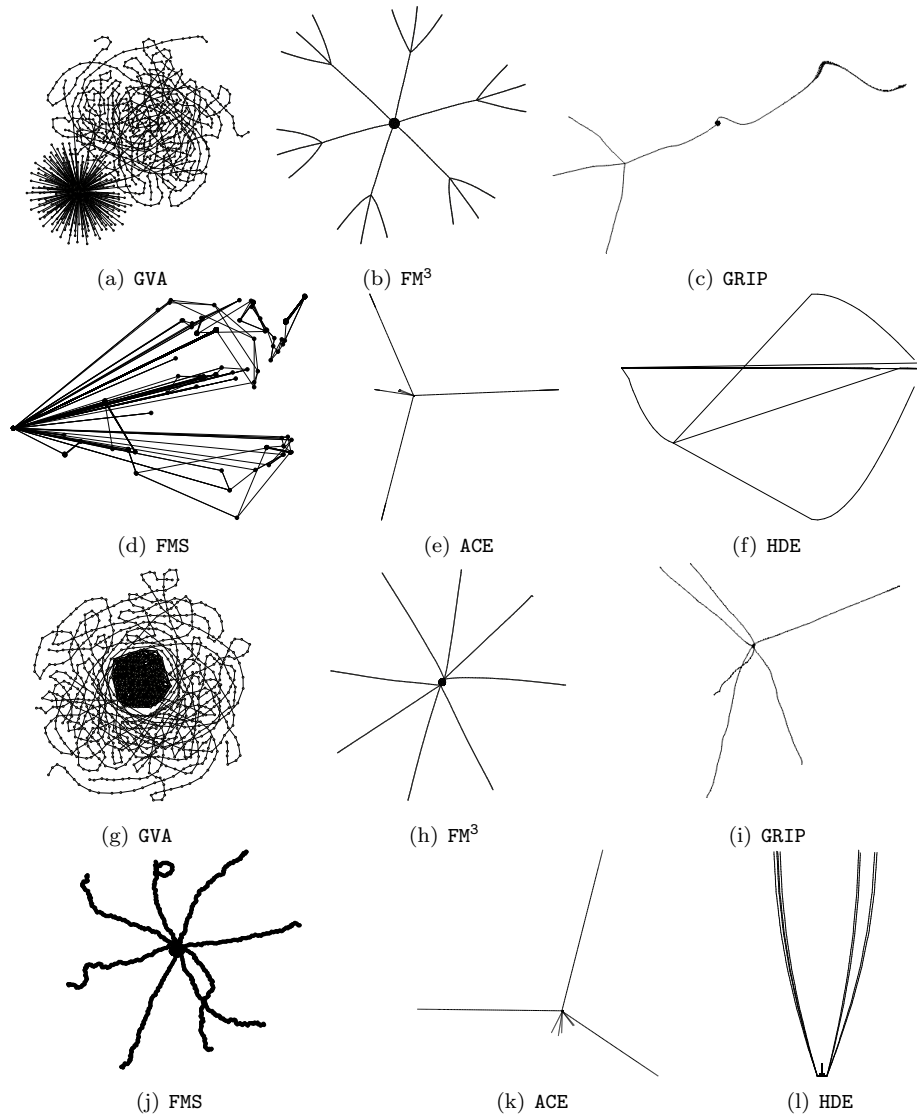 (a) GVA
(b) FM³
(c) GRIP
(d) FMS
(e) ACE
(f) HDE
(g) GVA
(h) FM³
(i) GRIP
(j) FMS
(k) ACE
(l) HDE